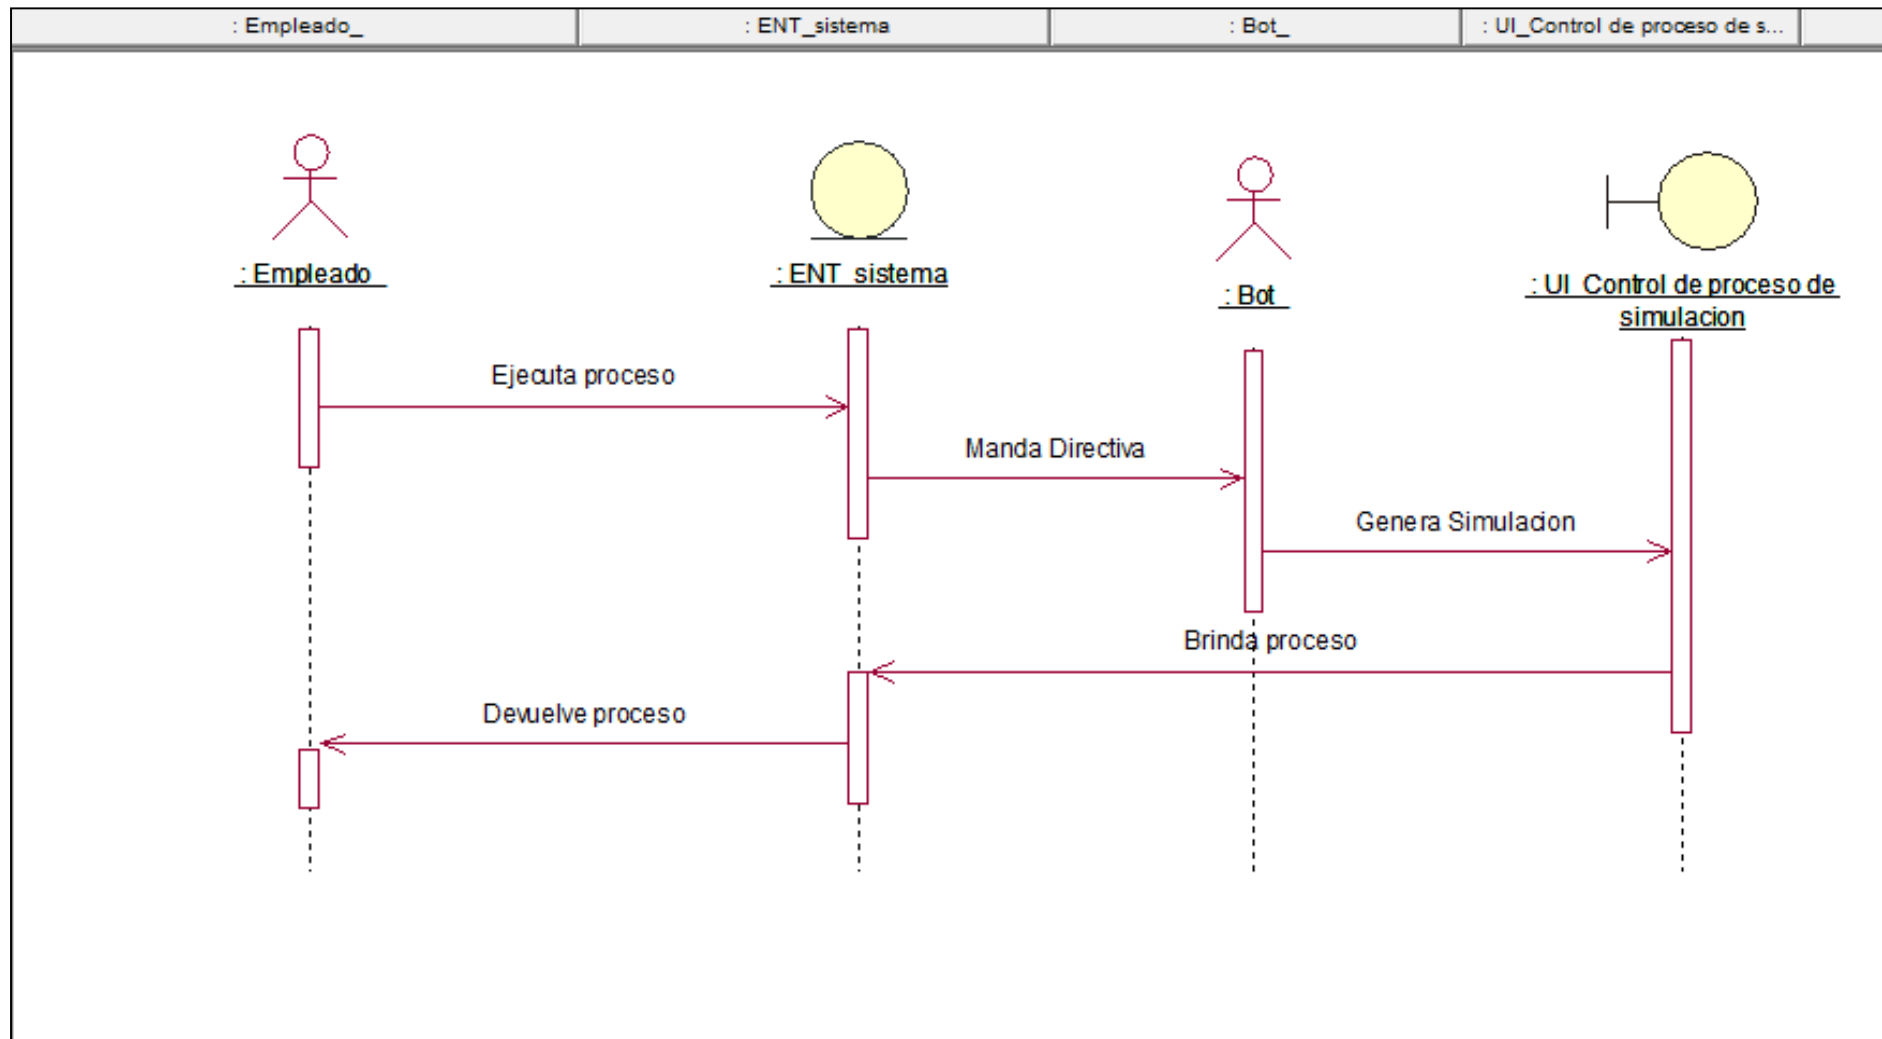 : Empleado_
: ENT_sistema
: Bot_
: UI_Control de proceso de s...
: Empleado_
: ENT_sistema
: Bot_
: UI_Control de proceso de
simulacion
Ejecuta proceso
Manda Directiva
Genera Simulacion
Brinda proceso
Devuelve proceso